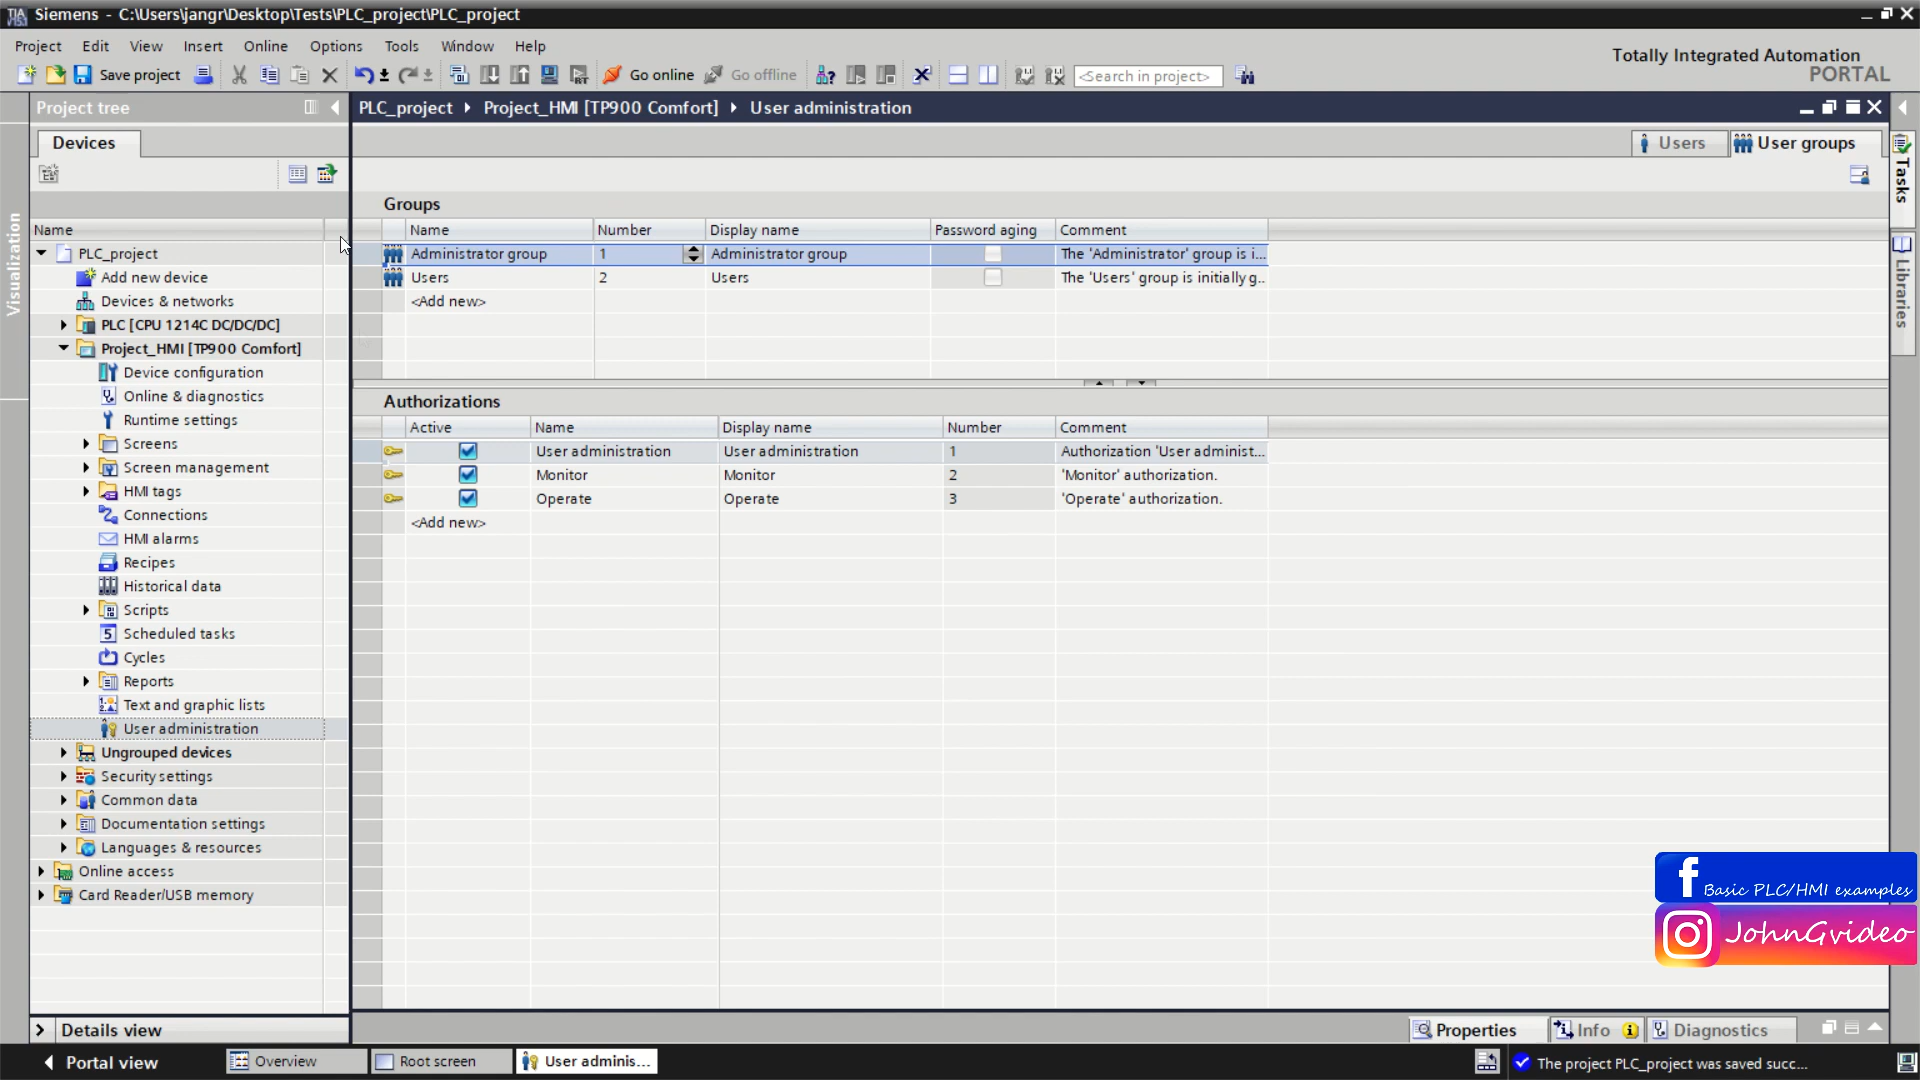 Siemens - C:\Users\jangr\Desktop\Tests\PLC_project\PLC_project
Project Edit View Insert Online Options Tools Window Help
Totally Integrated Automation
PORTAL
Save project Go online Go offline <Search in project>
Project tree
PLC_project Project_HMI [TP900 Comfort] User administration
Devices
Users User groups
Visualization
Tasks
Libraries
Name
PLC_project
Add new device
Devices & networks
PLC [CPU 1214C DC/DC/DC]
Project_HMI [TP900 Comfort]
Device configuration
Online & diagnostics
Runtime settings
Screens
Screen management
HMI tags
Connections
HMI alarms
Recipes
Historical data
Scripts
Scheduled tasks
Cycles
Reports
Text and graphic lists
User administration
Ungrouped devices
Security settings
Common data
Documentation settings
Languages & resources
Online access
Card Reader/USB memory
Groups
Name Number Display name Password aging Comment
Administrator group 1 Administrator group The 'Administrator' group is i...
Users 2 Users The 'Users' group is initially g..
<Add new>
Authorizations
Active Name Display name Number Comment
User administration User administration 1 Authorization 'User administ...
Monitor Monitor 2 'Monitor' authorization.
Operate Operate 3 'Operate' authorization.
<Add new>
Basic PLC/HMI examples
JohnGvideo
Details view
Properties Info Diagnostics
Portal view Overview Root screen User adminis...
The project PLC_project was saved succ...